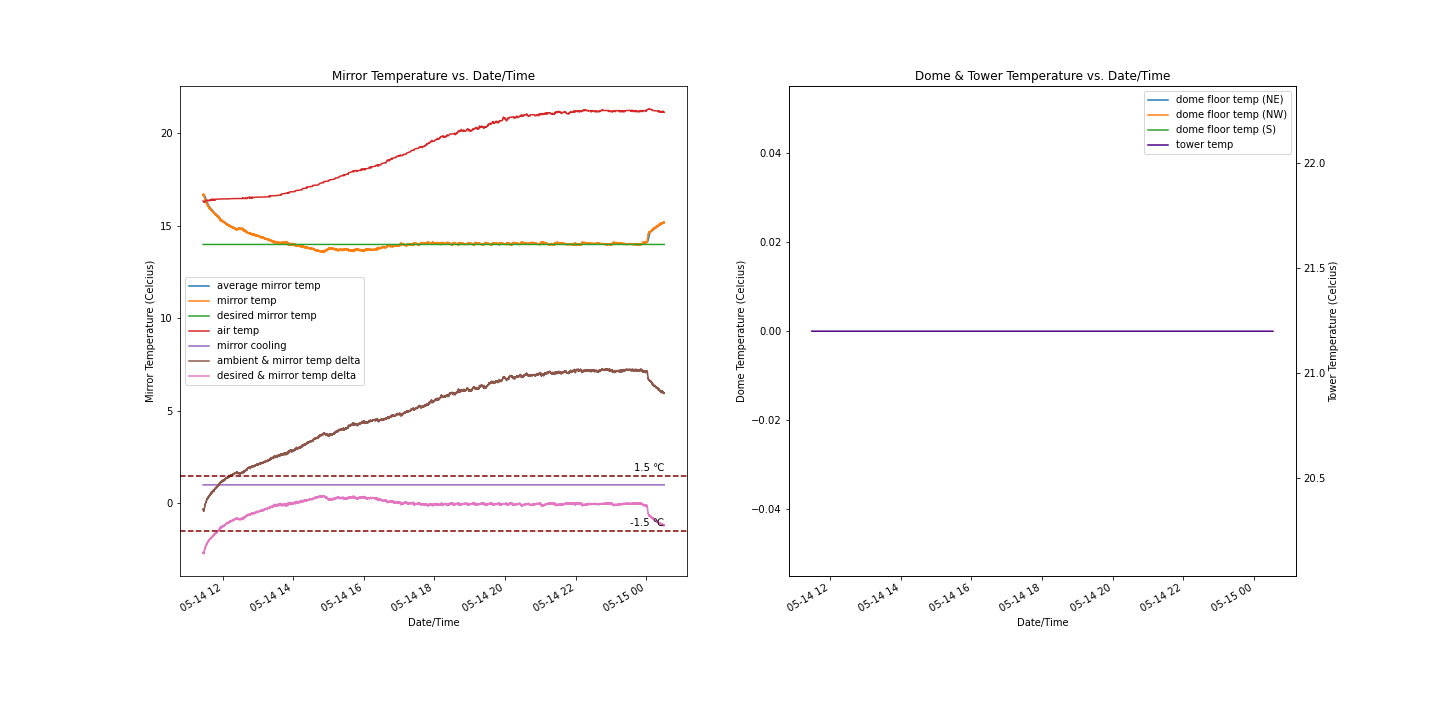 Mirror Temperature vs. Date/Time
Mirror Temperature (Celcius)
20
15
10
5
0
average mirror temp
mirror temp
desired mirror temp
air temp
mirror cooling
ambient & mirror temp delta
desired & mirror temp delta
1.5 °C
-1.5 °C
05-14 12
05-14 14
05-14 16
05-14 18
05-14 20
05-14 22
05-15 00
Date/Time
Dome & Tower Temperature vs. Date/Time
Dome Temperature (Celcius)
0.04
0.02
0.00
−0.02
−0.04
dome floor temp (NE)
dome floor temp (NW)
dome floor temp (S)
tower temp
22.0
21.5
21.0
20.5
Tower Temperature (Celcius)
05-14 12
05-14 14
05-14 16
05-14 18
05-14 20
05-14 22
05-15 00
Date/Time